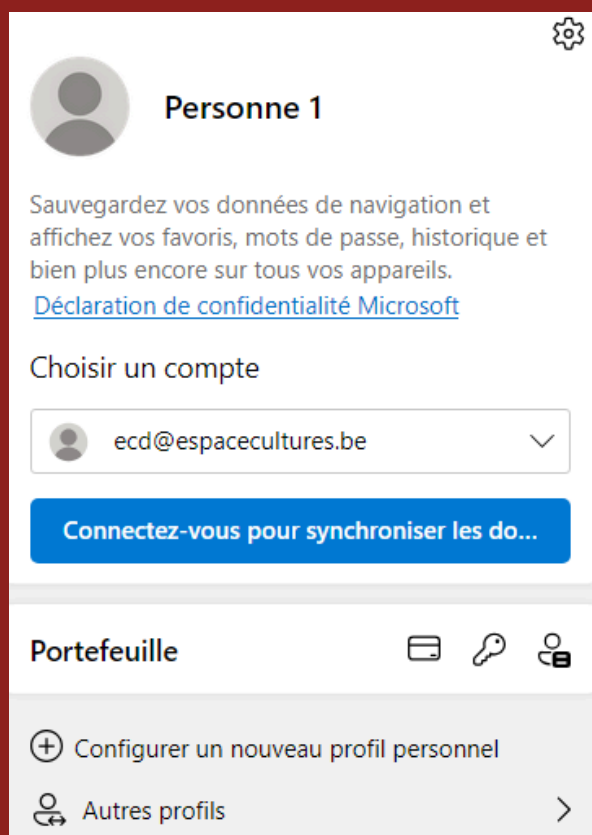 Personne 1
Sauvegardez vos données de navigation et
affichez vos favoris, mots de passe, historique et
bien plus encore sur tous vos appareils.
Déclaration de confidentialité Microsoft
Choisir un compte
ecd@espacecultures.be
Connectez-vous pour synchroniser les do...
Portefeuille
Configurer un nouveau profil personnel
Autres profils